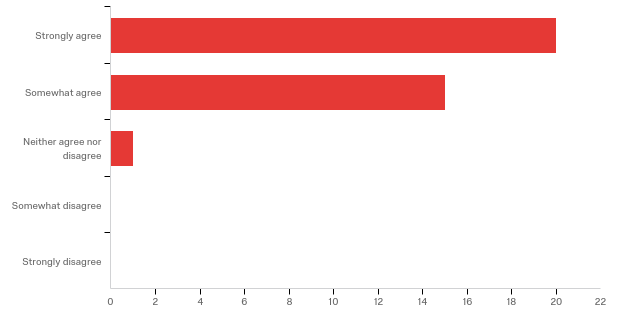 Strongly agree
Somewhat agree
Neither agree nor
disagree
Somewhat disagree
Strongly disagree
0 2 4 6 8 10 12 14 16 18 20 22